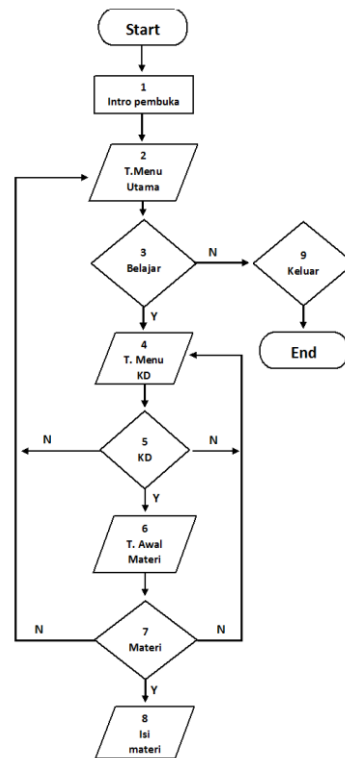 Start
1
Intro pembuka
2
T.Menu
Utama
3
Belajar
N
9
Keluar
Y
End
4
T. Menu
KD
N
5
KD
N
Y
6
T. Awal
Materi
N
7
Materi
N
Y
8
Isi
materi